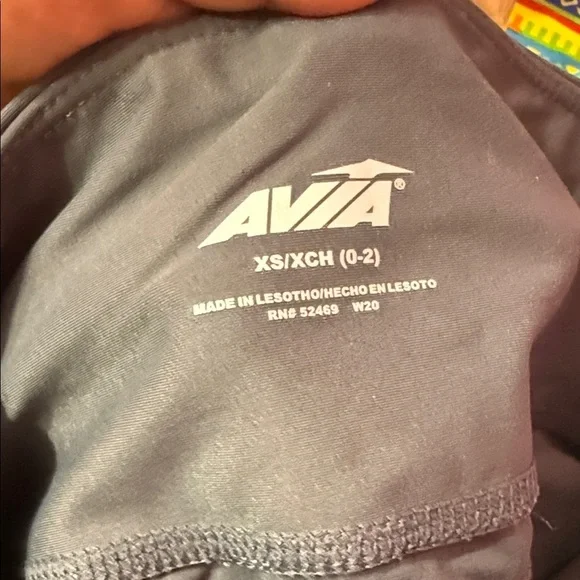 AVIA®
XS/XCH (0-2)
MADE IN LESOTHO/HECHO EN LESOTO
RN# 52469 W20